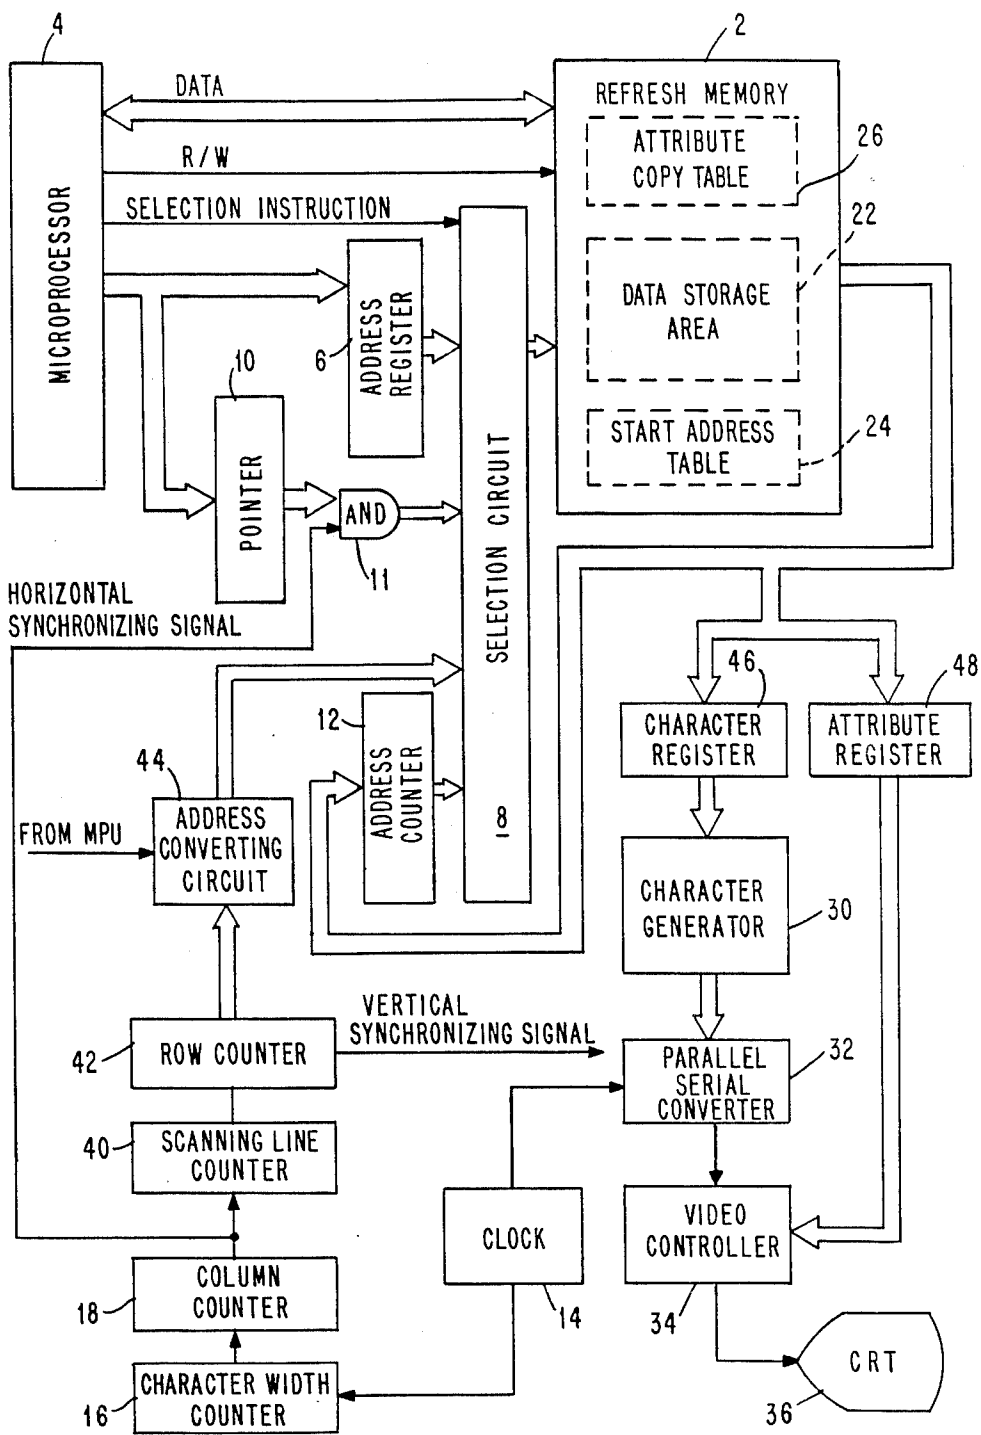 4
2
DATA
REFRESH MEMORY
ATTRIBUTE
COPY TABLE
26
R/W
SELECTION INSTRUCTION
22
MICROPROCESSOR
ADDRESS
REGISTER
6
DATA STORAGE
AREA
10
POINTER
START ADDRESS
TABLE
24
AND
11
SELECTION CIRCUIT
8
HORIZONTAL
SYNCHRONIZING SIGNAL
46
48
12
ADDRESS
COUNTER
CHARACTER
REGISTER
ATTRIBUTE
REGISTER
44
ADDRESS
CONVERTING
CIRCUIT
FROM MPU
CHARACTER
GENERATOR
30
VERTICAL
SYNCHRONIZING SIGNAL
42
ROW COUNTER
PARALLEL
SERIAL
CONVERTER
32
40
SCANNING LINE
COUNTER
CLOCK
14
VIDEO
CONTROLLER
34
COLUMN
COUNTER
18
CRT
36
CHARACTER WIDTH
COUNTER
16